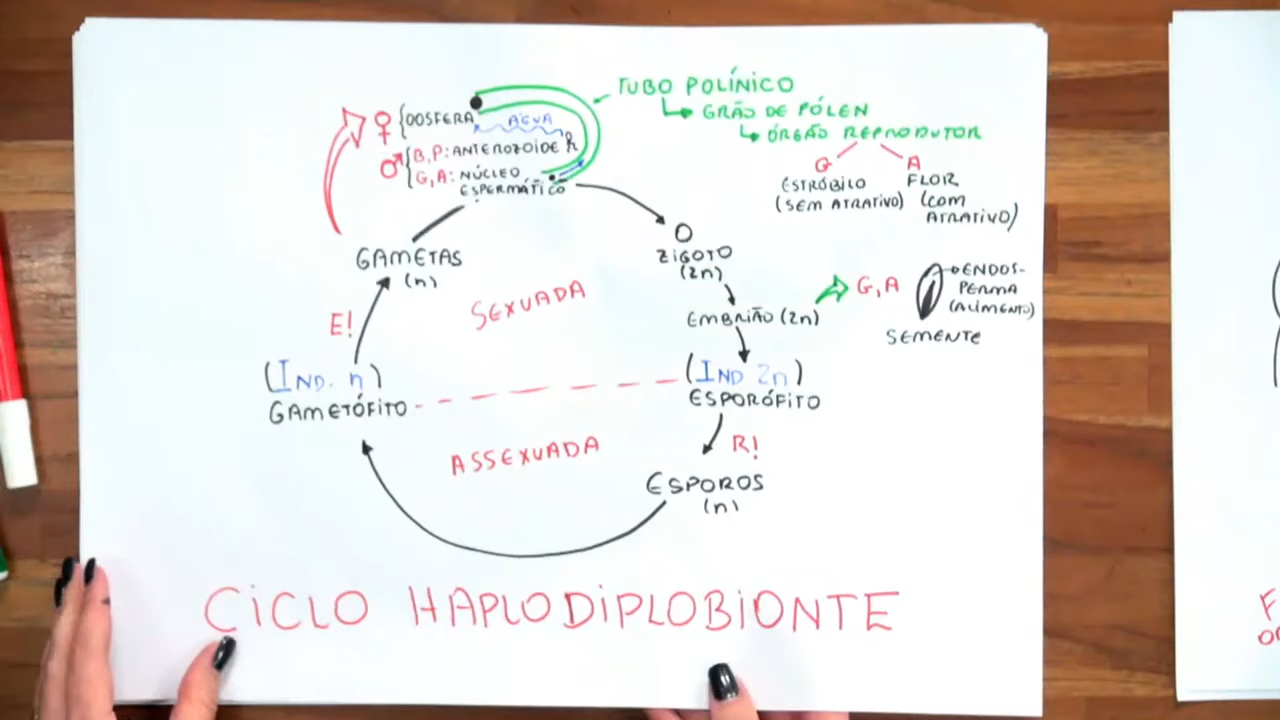 TUBO POLÍNICO
GRÃO DE PÓLEN
ÓRGÃO REPRODUTOR
G A
ESTRÓBILO
(SEM ATRATIVO)
FLOR
(COM
ATRATIVO)
♀ {OOSFERA
ÁGUA
♂ {B,P: ANTEROZOIDE
G,A: NÚCLEO
ESPERMÁTICO
GAMETAS
(n)
ZIGOTO
(2n)
EMBRIÃO (2n)
G, A
ENDOS-
PERMA
(ALIMENTO)
SEMENTE
SEXUADA
E!
(IND. n)
GAMETÓFITO
(IND 2n)
ESPORÓFITO
ASSEXUADA
R!
ESPOROS
(n)
CICLO HAPLODIPLOBIONTE